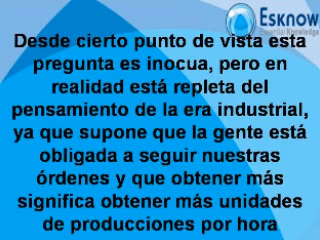 Esknow
Essential Knowledge
Desde cierto punto de vista esta
pregunta es inocua, pero en
realidad está repleta del
pensamiento de la era industrial,
ya que supone que la gente está
obligada a seguir nuestras
órdenes y que obtener más
significa obtener más unidades
de producciones por hora